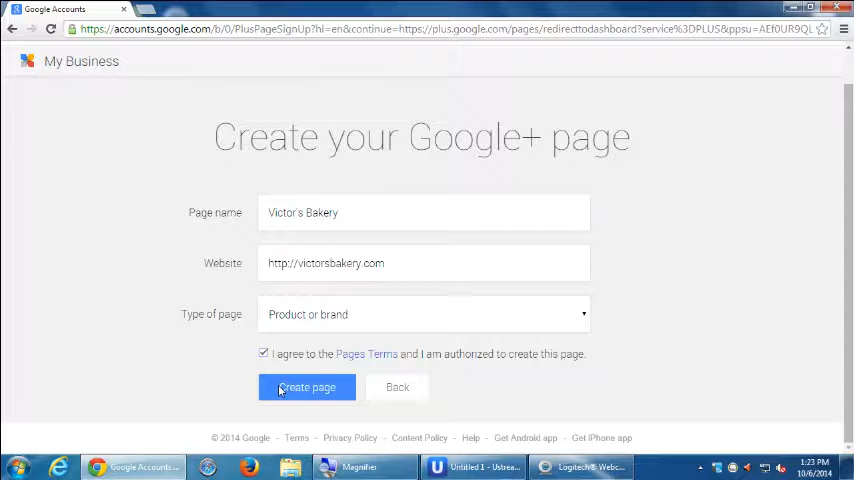 Google Accounts
https://accounts.google.com/b/0/PlusPageSignUp?hl=en&continue=https://plus.google.com/pages/redirecttodashboard?service%3DPLUS&ppsu=AEf0UR9QL
My Business
Create your Google+ page
Page name Victor's Bakery
Website http://victorsbakery.com
Type of page Product or brand
I agree to the Pages Terms and I am authorized to create this page.
Create page Back
© 2014 Google - Terms - Privacy Policy - Content Policy - Help - Get Android app - Get iPhone app
Google Accounts... Magnifier Untitled 1 - Ustrea... Logitech® Webc...
1:23 PM
10/6/2014